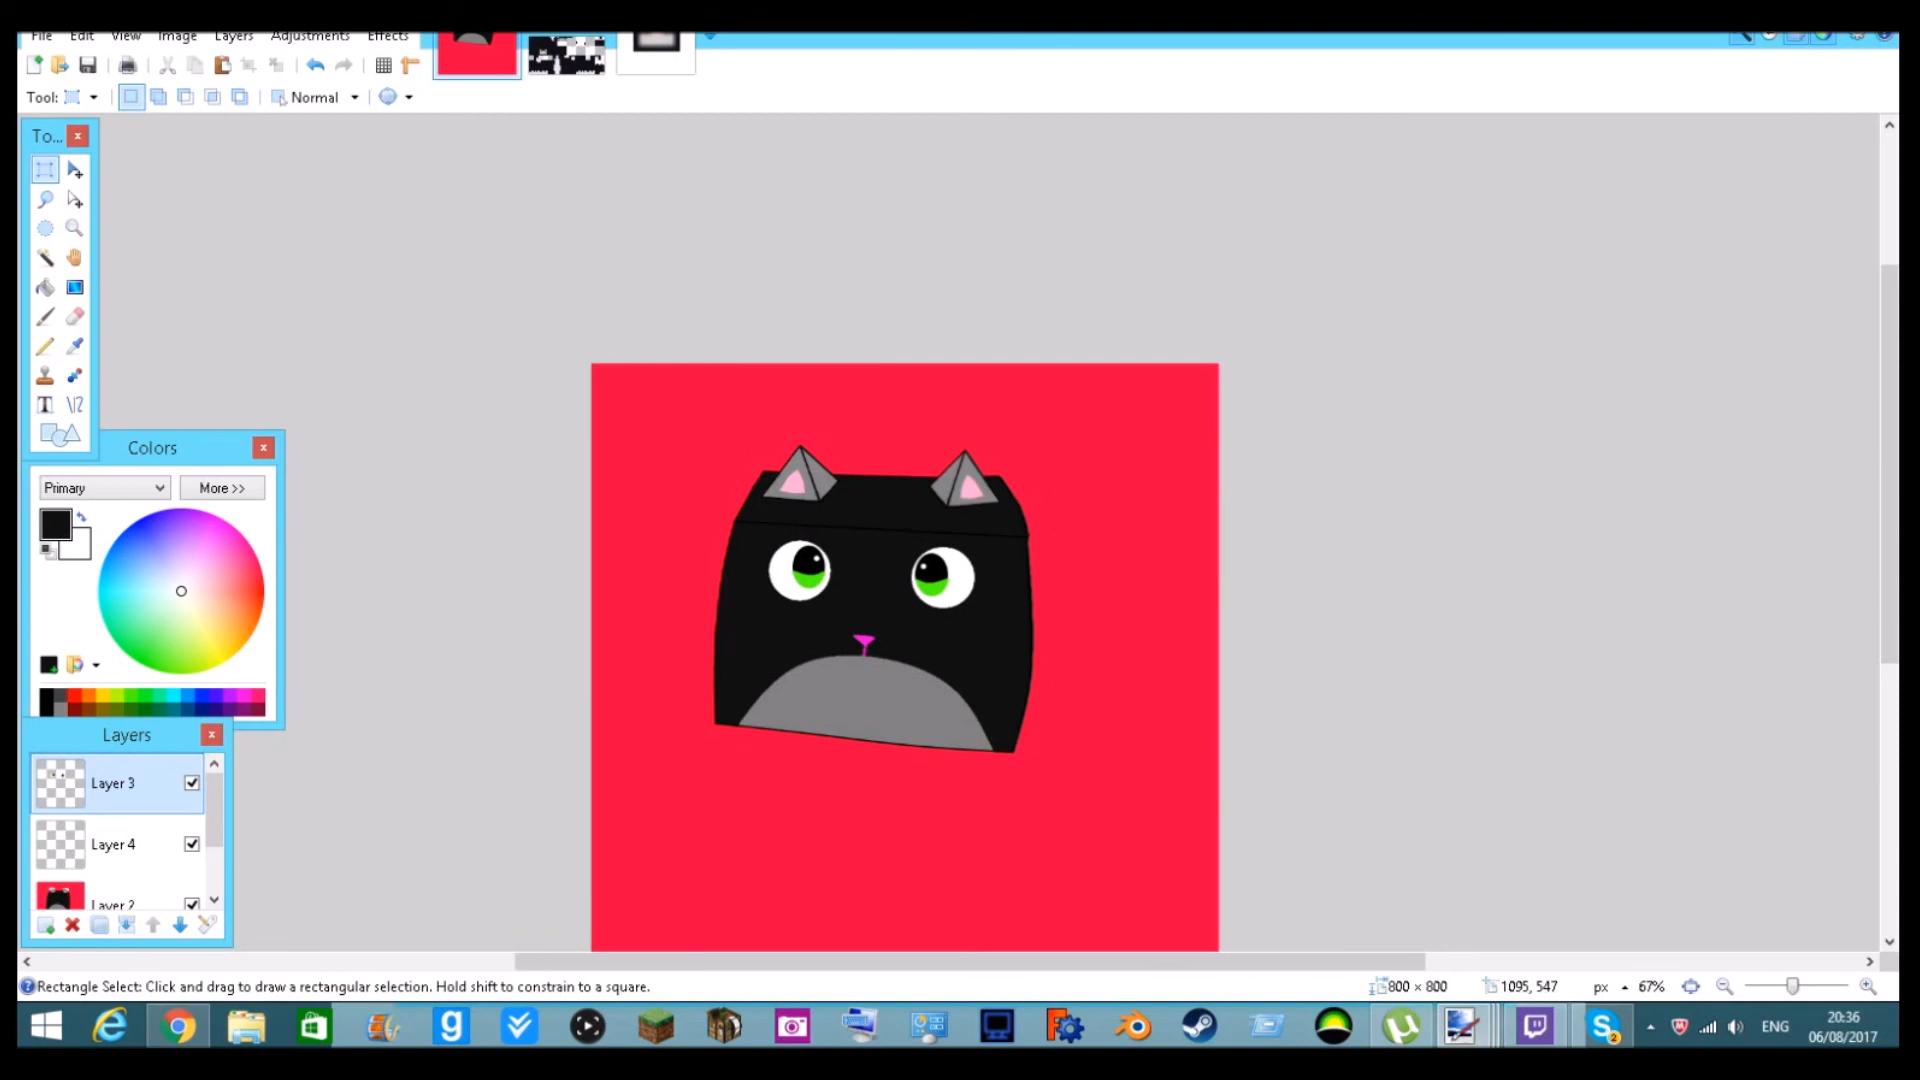 File Edit View Image Layers Adjustments Effects
Tool: Normal
To...
Colors
Primary More >>
Layers
Layer 3
Layer 4
Layer 2
Rectangle Select: Click and drag to draw a rectangular selection. Hold shift to constrain to a square.
800 × 800 1095, 547 px 67%
ENG 20:36
06/08/2017